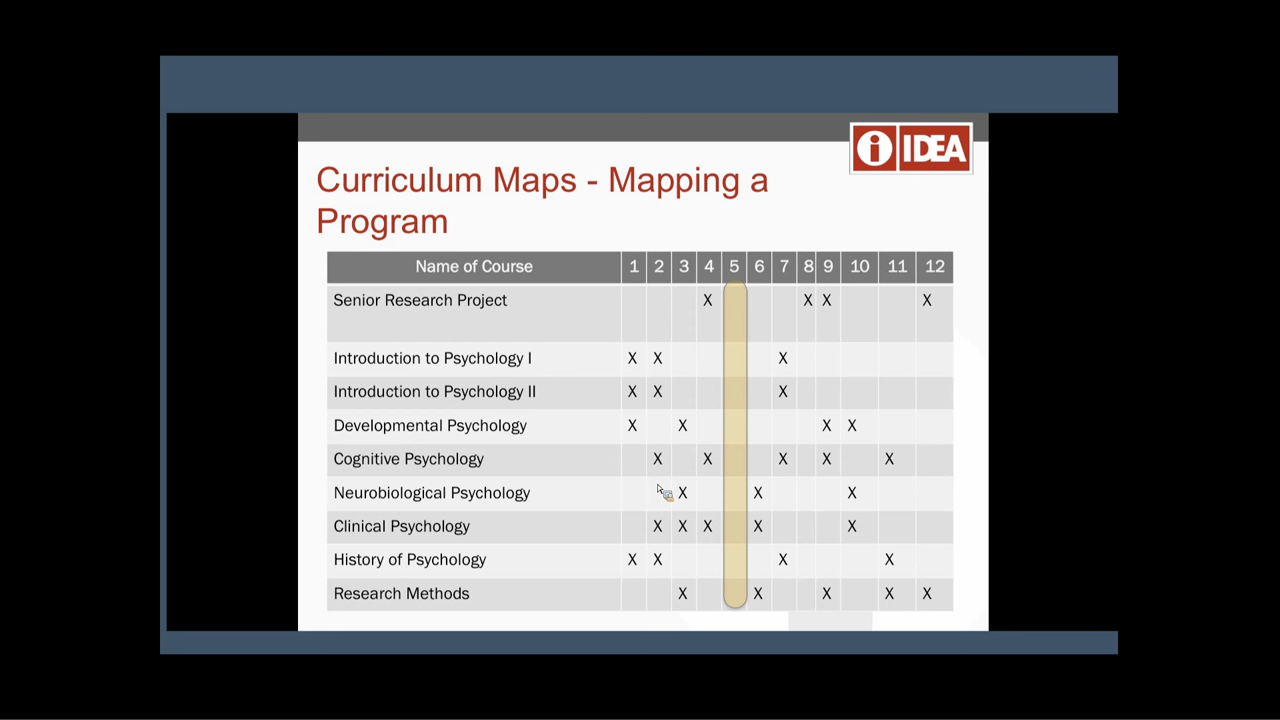 i IDEA
Curriculum Maps - Mapping a
Program
Name of Course 1 2 3 4 5 6 7 8 9 10 11 12
Senior Research Project X X X X
Introduction to Psychology I X X X
Introduction to Psychology II X X X
Developmental Psychology X X X X
Cognitive Psychology X X X X X
Neurobiological Psychology X X X
Clinical Psychology X X X X X
History of Psychology X X X X
Research Methods X X X X X